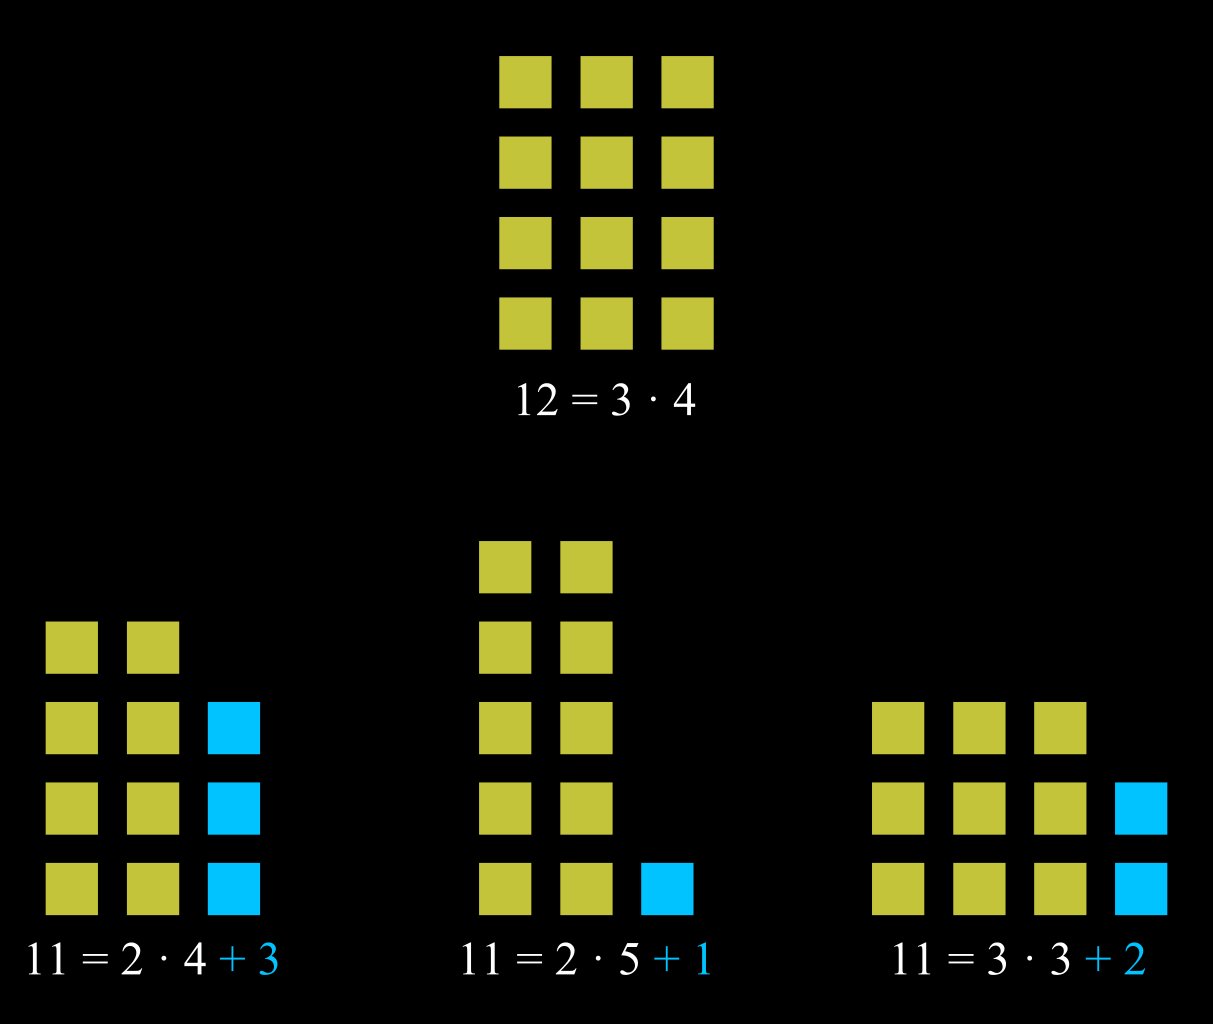 12 = 3 · 4
11 = 2 · 4 + 3
11 = 2 · 5 + 1
11 = 3 · 3 + 2